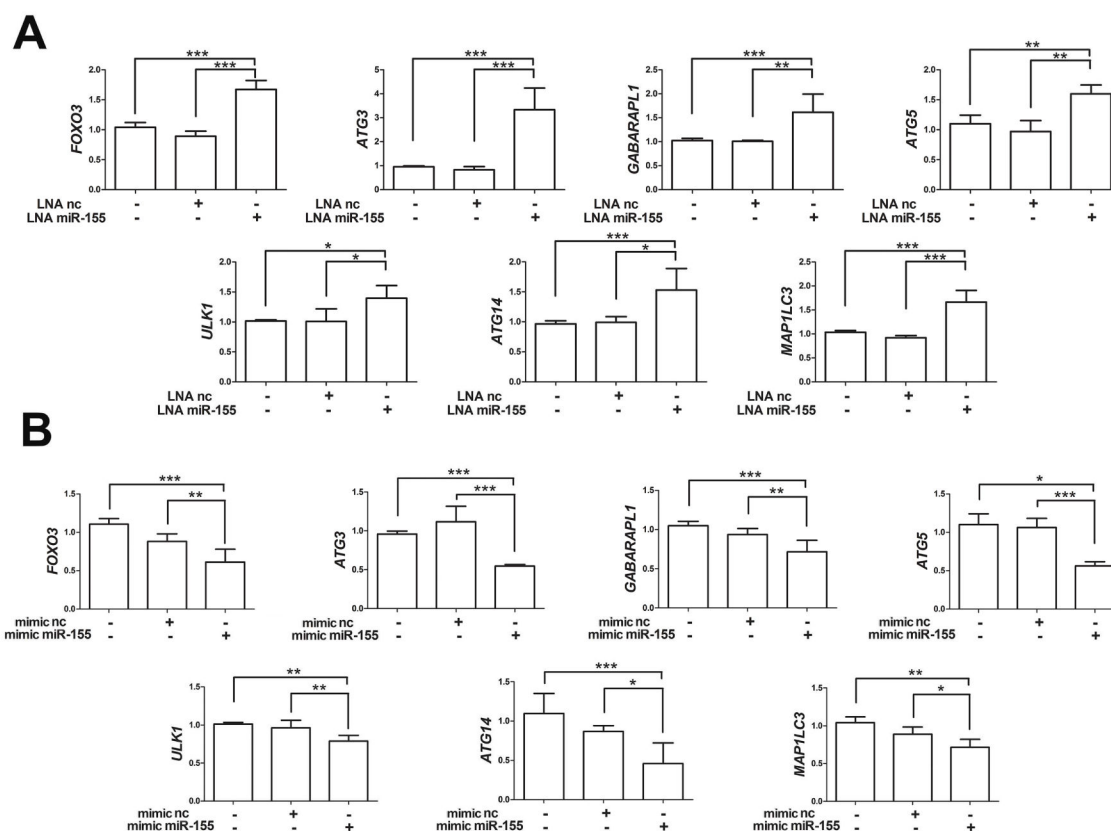 A
*** *** *** ** **
*** *** ** **
FOXO3 2.0 1.5 1.0 0.5 0.0
ATG3 5 4 3 2 1 0
GABARAPL1 2.0 1.5 1.0 0.5 0.0
ATG5 2.0 1.5 1.0 0.5 0.0
LNA nc - + - LNA nc - + - LNA nc - + - LNA nc - + -
LNA miR-155 - - + LNA miR-155 - - + LNA miR-155 - - + LNA miR-155 - - +
* *** ***
* * ***
ULK1 2.0 1.5 1.0 0.5 0.0
ATG14 2.0 1.5 1.0 0.5 0.0
MAP1LC3 2.0 1.5 1.0 0.5 0.0
LNA nc - + - LNA nc - + - LNA nc - + -
LNA miR-155 - - + LNA miR-155 - - + LNA miR-155 - - +
B
*** *** *** *
** *** ** ***
FOXO3 1.5 1.0 0.5 0.0
ATG3 1.5 1.0 0.5 0.0
GABARAPL1 1.5 1.0 0.5 0.0
ATG5 1.5 1.0 0.5 0.0
mimic nc - + - mimic nc - + - mimic nc - + - mimic nc - + -
mimic miR-155 - - + mimic miR-155 - - + mimic miR-155 - - + mimic miR-155 - - +
** *** **
** * *
ULK1 1.5 1.0 0.5 0.0
ATG14 1.5 1.0 0.5 0.0
MAP1LC3 1.5 1.0 0.5 0.0
mimic nc - + - mimic nc - + - mimic nc - + -
mimic miR-155 - - + mimic miR-155 - - + mimic miR-155 - - +